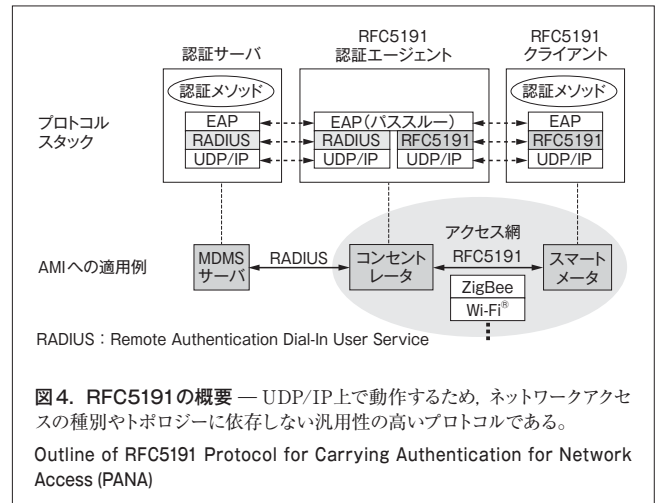 認証サーバ
RFC5191
認証エージェント
RFC5191
クライアント
プロトコル
スタック
認証メソッド
EAP
RADIUS
UDP/IP
EAP(パススルー)
RADIUS
UDP/IP
RFC5191
UDP/IP
認証メソッド
EAP
RFC5191
UDP/IP
AMIへの適用例
MDMS
サーバ
RADIUS
コンセント
レータ
アクセス網
RFC5191
ZigBee
Wi-Fi®
スマート
メータ
RADIUS：Remote Authentication Dial-In User Service
図4. RFC5191の概要 — UDP/IP上で動作するため，ネットワークアクセ
スの種別やトポロジーに依存しない汎用性の高いプロトコルである。
Outline of RFC5191 Protocol for Carrying Authentication for Network
Access (PANA)